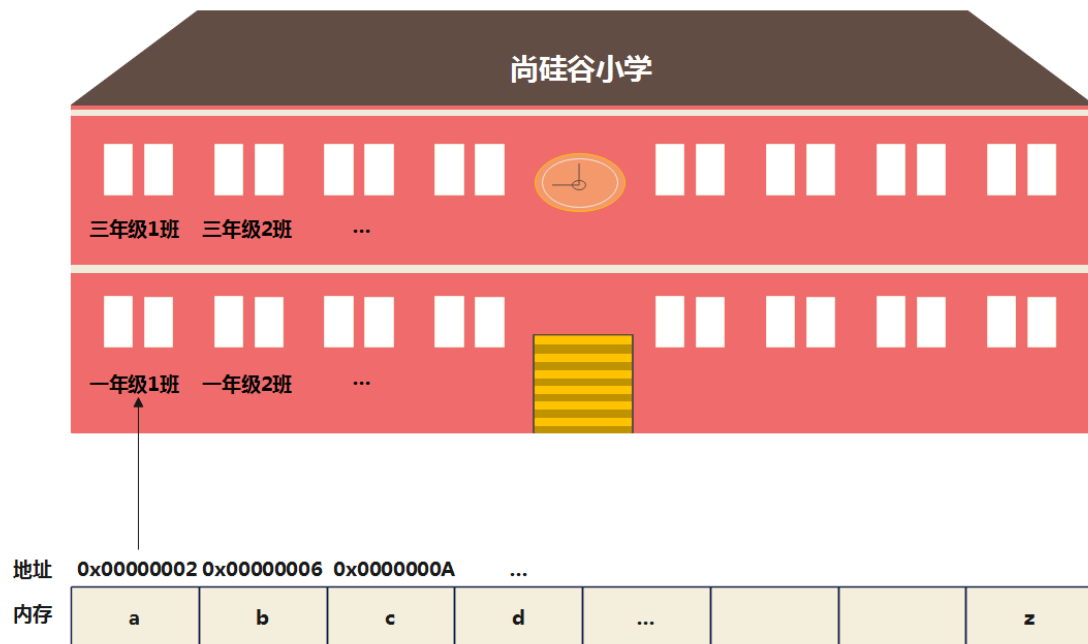 尚硅谷小学
三年级1班 三年级2班 ...
一年级1班 一年级2班 ...
地址 0x00000002 0x00000006 0x0000000A ...
内存 a b c d ... z